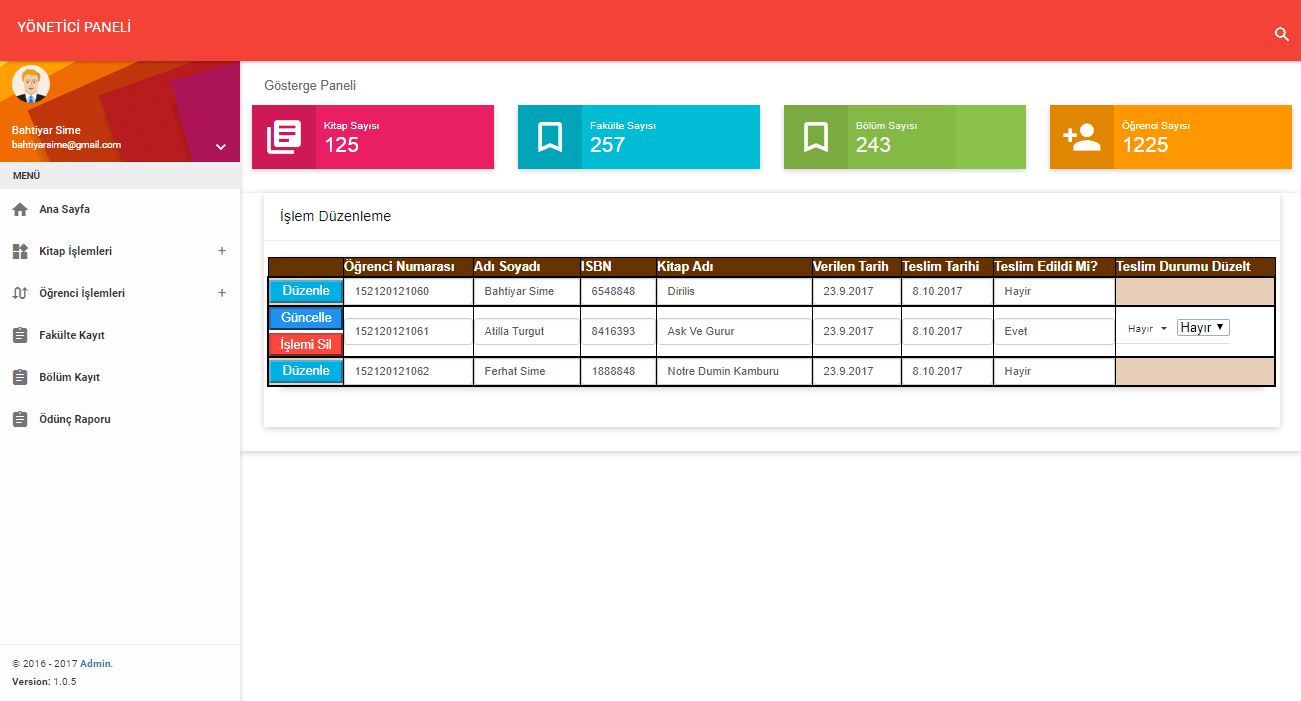 YÖNETİCİ PANELİ
Bahtiyar Sime
bahtiyarsime@gmail.com
MENÜ
Ana Sayfa
Kitap İşlemleri +
Öğrenci İşlemleri +
Fakülte Kayıt
Bölüm Kayıt
Ödünç Raporu
© 2016 - 2017 Admin.
Version: 1.0.5
Gösterge Paneli
Kitap Sayısı
125
Fakülte Sayısı
257
Bölüm Sayısı
243
Öğrenci Sayısı
1225
İşlem Düzenleme
Öğrenci Numarası Adı Soyadı ISBN Kitap Adı Verilen Tarih Teslim Tarihi Teslim Edildi Mi? Teslim Durumu Düzelt
Düzenle 152120121060 Bahtiyar Sime 6548848 Dirilis 23.9.2017 8.10.2017 Hayir
Güncelle
İşlemi Sil
152120121061 Atilla Turgut 8416393 Ask Ve Gurur 23.9.2017 8.10.2017 Evet Hayır Hayır
Düzenle 152120121062 Ferhat Sime 1888848 Notre Dumin Kamburu 23.9.2017 8.10.2017 Hayir